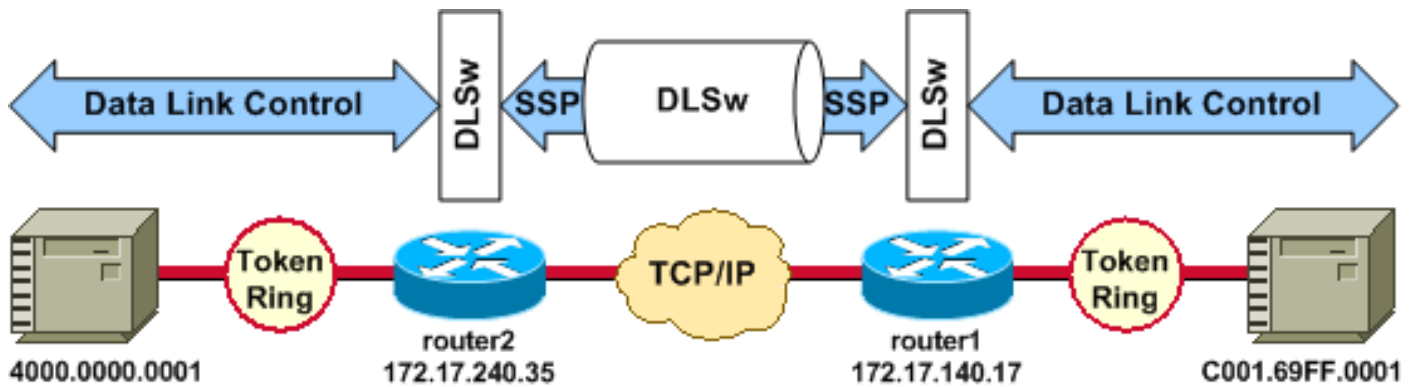 Data Link Control
DLSw
SSP
DLSw
SSP
DLSw
Data Link Control
Token
Ring
TCP/IP
Token
Ring
router2
router1
4000.0000.0001
172.17.240.35
172.17.140.17
C001.69FF.0001